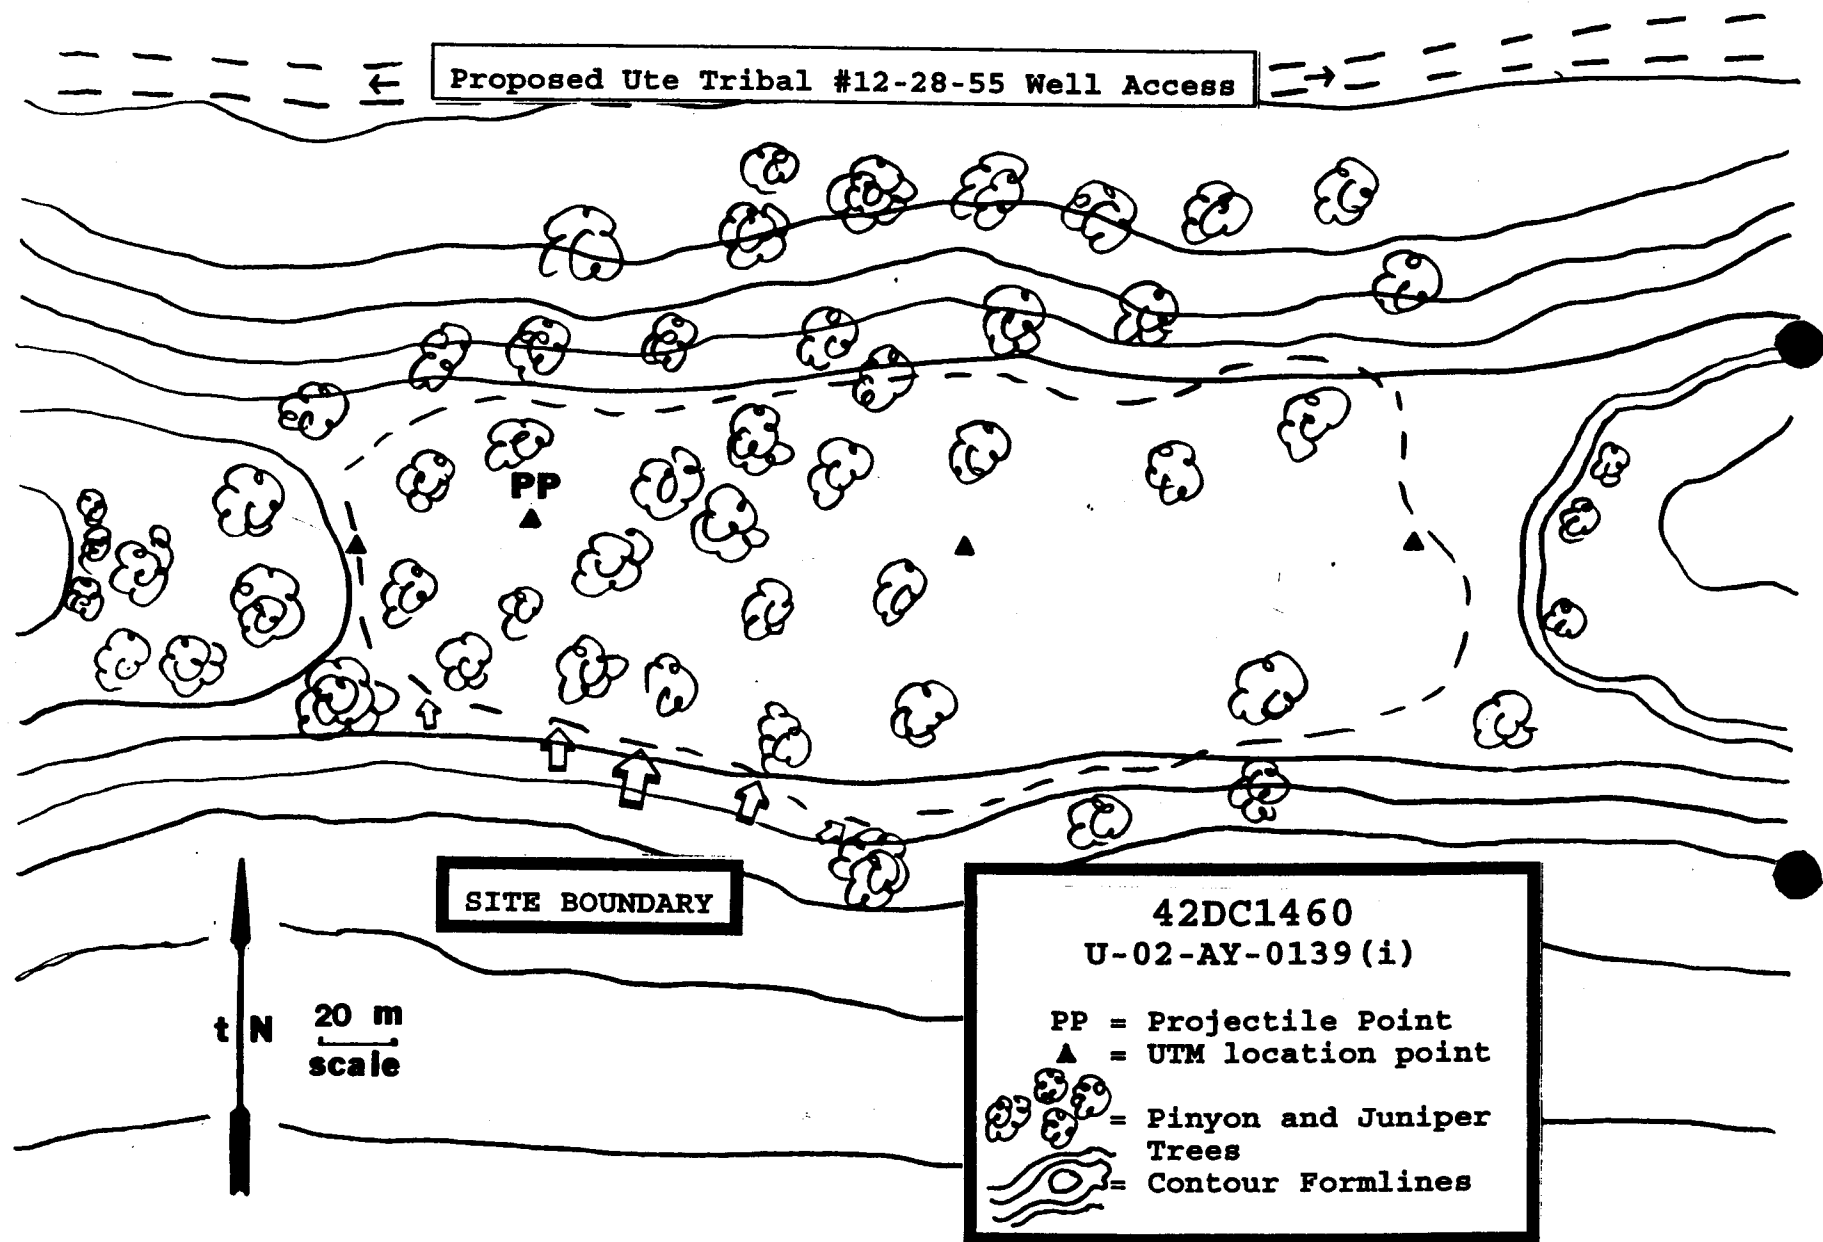 ← Proposed Ute Tribal #12-28-55 Well Access →
PP
SITE BOUNDARY
t N
20 m
scale
42DC1460
U-02-AY-0139(i)
PP = Projectile Point
▲ = UTM location point
= Pinyon and Juniper
Trees
= Contour Formlines